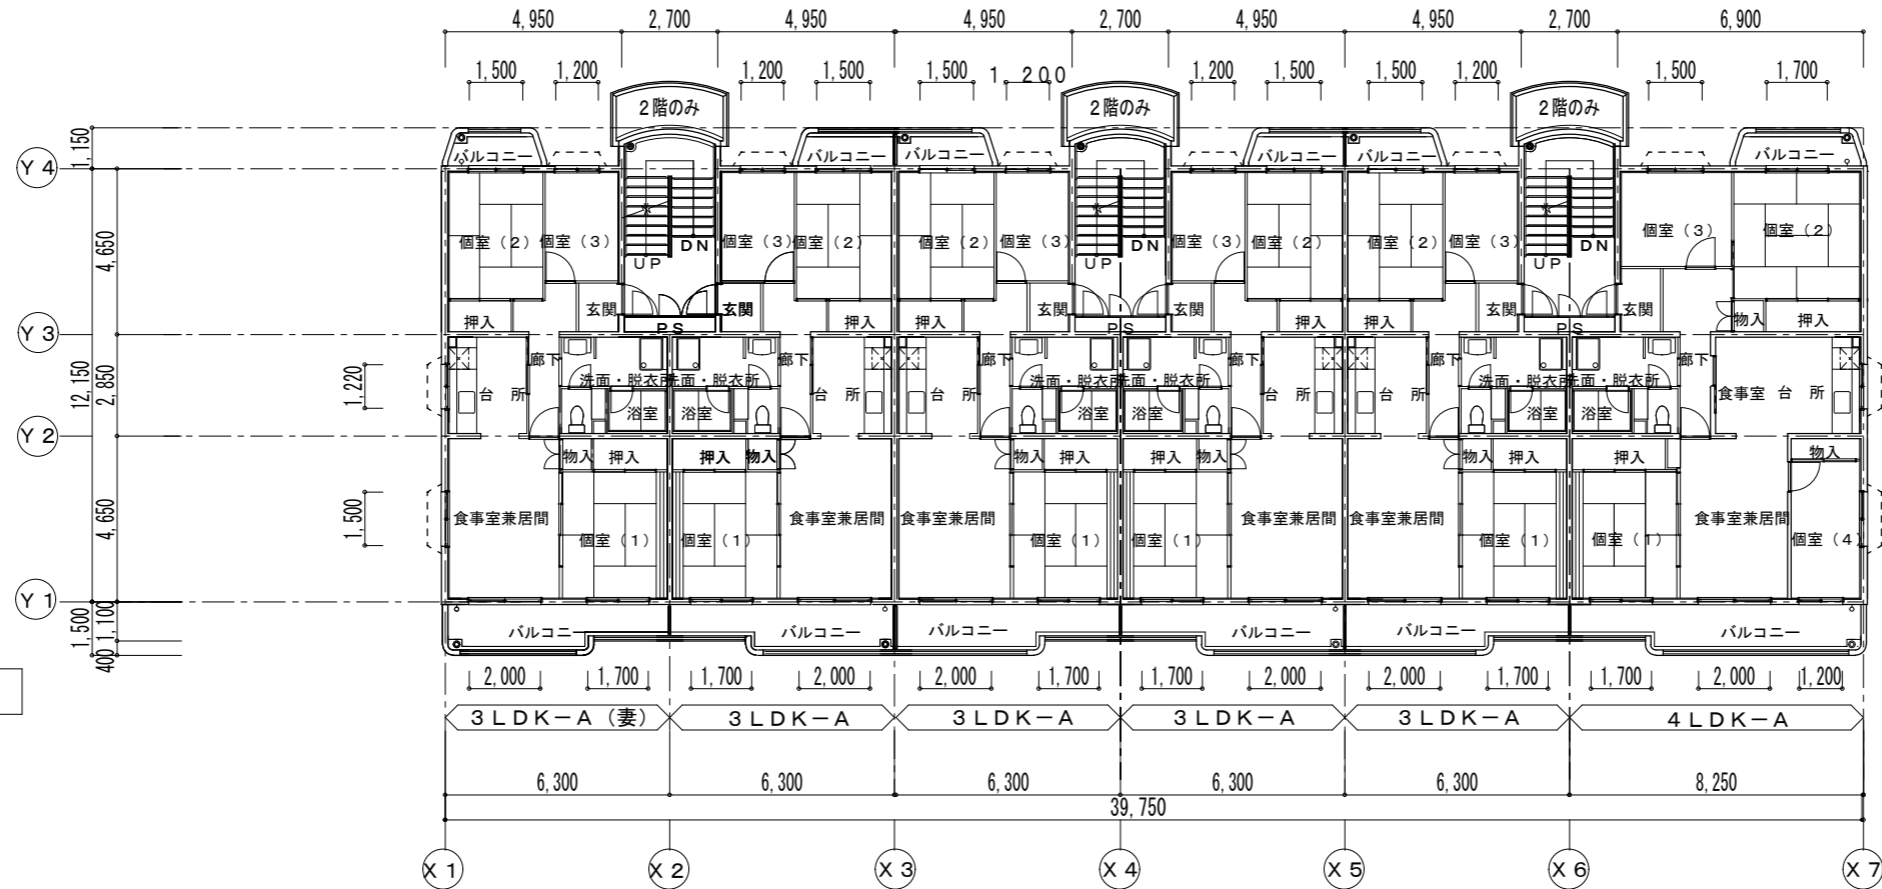 4,950 2,700 4,950 4,950 2,700 4,950 4,950 2,700 6,900
1,500 1,200 1,200 1,500 1,500 1 200 1,200 1,500 1,500 1,200 1,500 1,700
2階のみ 2階のみ 2階のみ
1,150 バルコニー バルコニー バルコニー バルコニー バルコニー バルコニー
Y4
4,650 個室(2) 個室(3) UP DN 個室(3) 個室(2) 個室(2) 個室(3) UP DN 個室(3) 個室(2) 個室(2) 個室(3) UP DN 個室(3) 個室(2)
押入 玄関 玄関 押入 押入 玄関 玄関 押入 押入 玄関 玄関 物入 押入
Y3 PS PS PS
廊下 廊下 廊下 廊下 廊下 廊下
12,150 2,850 1,220 洗面・脱衣所 洗面・脱衣所 洗面・脱衣所 洗面・脱衣所 洗面・脱衣所 洗面・脱衣所
台所 浴室 浴室 台所 台所 浴室 浴室 台所 台所 浴室 浴室 食事室 台所
Y2
物入 押入 押入 物入 物入 押入 押入 物入 物入 押入 押入 物入
4,650 1,500 食事室兼居間 食事室兼居間 食事室兼居間 食事室兼居間 食事室兼居間 食事室兼居間
個室(1) 個室(1) 個室(1) 個室(1) 個室(1) 個室(1) 個室(4)
Y1
1,500 1,100 400 バルコニー バルコニー バルコニー バルコニー バルコニー バルコニー
2,000 1,700 1,700 2,000 2,000 1,700 1,700 2,000 2,000 1,700 1,700 2,000 1,200
3LDK-A(妻) 3LDK-A 3LDK-A 3LDK-A 3LDK-A 4LDK-A
6,300 6,300 6,300 6,300 6,300 8,250
39,750
X1 X2 X3 X4 X5 X6 X7